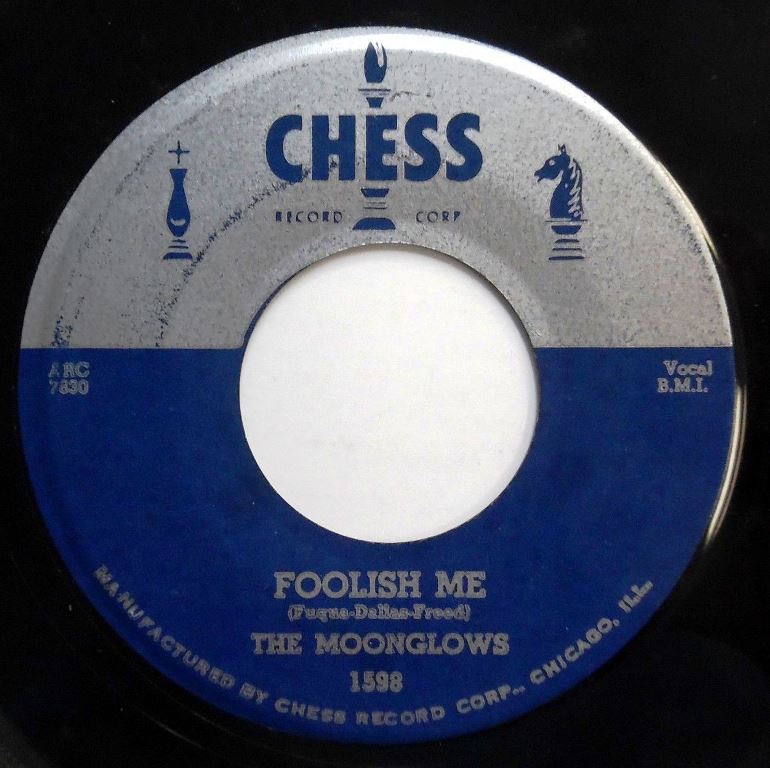 CHESS
RECORD CORP
ARC
7830
Vocal
B.M.I.
FOOLISH ME
(Fuqua-Dallas-Freed)
THE MOONGLOWS
1598
MANUFACTURED BY CHESS RECORD CORP., CHICAGO, ILL.